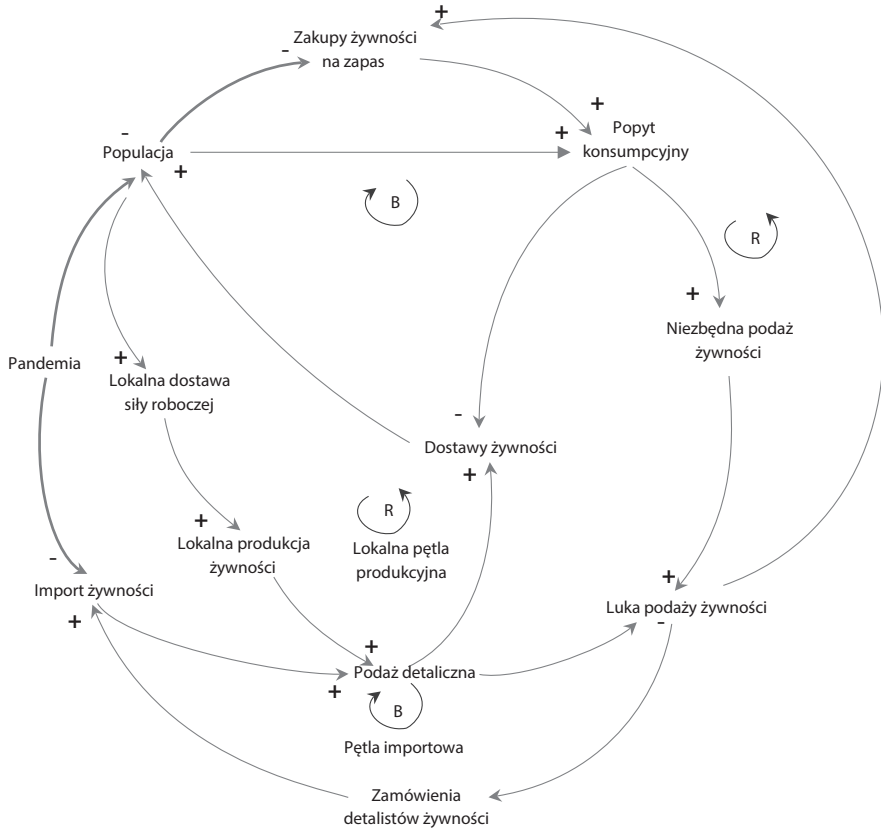 +
Zakupy żywności
na zapas
-
+
Popyt
konsumpcyjny
+
-
Populacja
+
B
R
+
Niezbędna podaż
żywności
Pandemia
+
Lokalna dostawa
siły roboczej
-
Dostawy żywności
+
+
Lokalna produkcja
żywności
R
Lokalna pętla
produkcyjna
-
Import żywności
+
+
Luka podaży żywności
-
+
Podaż detaliczna
+
B
Pętla importowa
Zamówienia
detalistów żywności